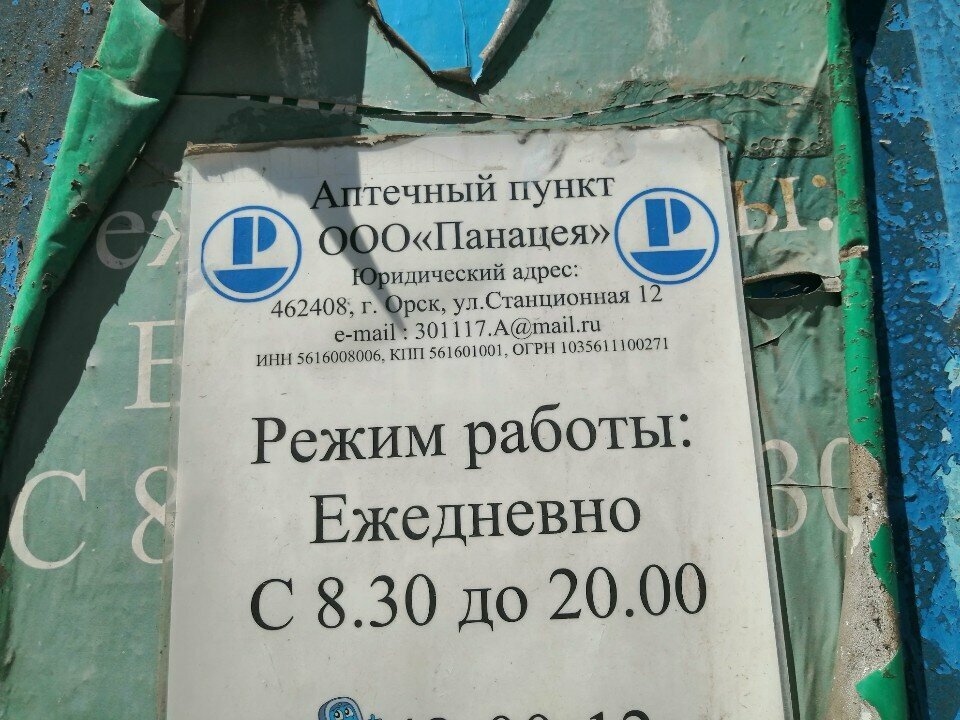 Аптечный пункт
ООО«Панацея»
Р
Р
Юридический адрес:
462408, г. Орск, ул.Станционная 12
e-mail : 301117.A@mail.ru
ИНН 5616008006, КПП 561601001, ОГРН 1035611100271
Режим работы:
Ежедневно
С 8.30 до 20.00